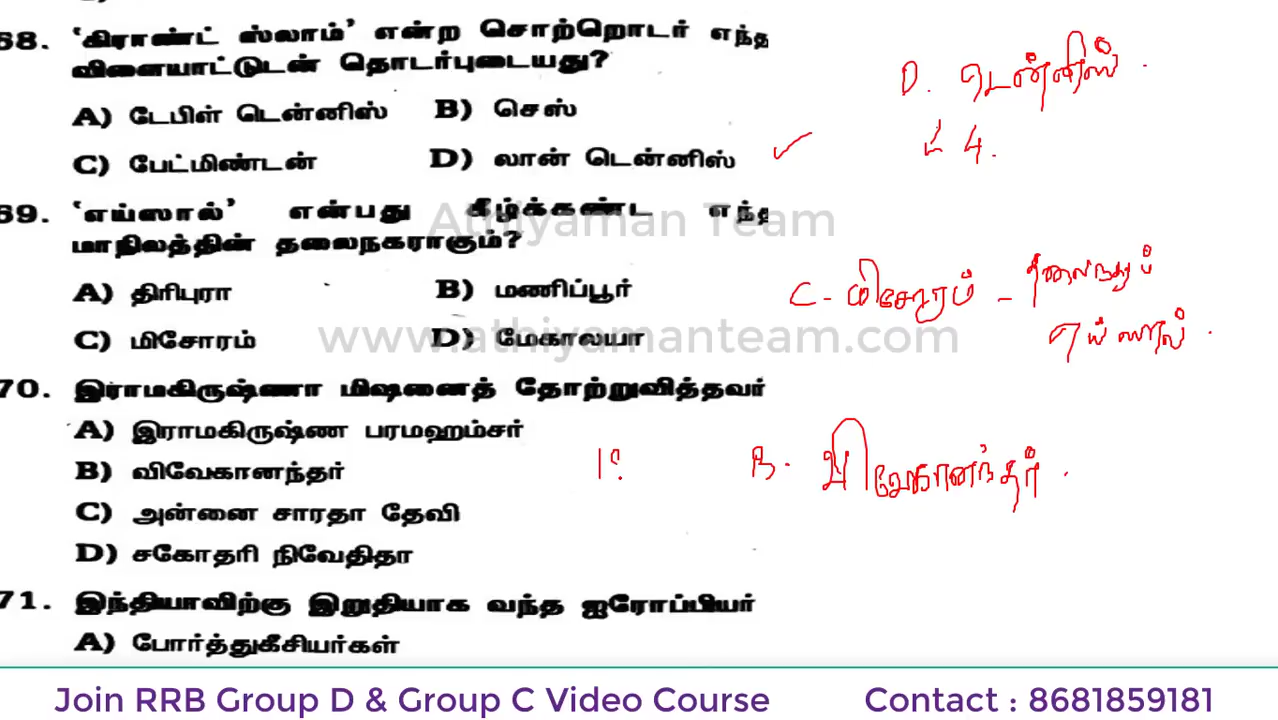 68. 'கிராண்ட் ஸ்லாம்' என்ற சொற்றொடர் எந்த
விளையாட்டுடன் தொடர்புடையது?
A) டேபிள் டென்னிஸ் B) செஸ்
C) பேட்மிண்டன் D) லான் டென்னிஸ்
D. டென்னிஸ்
4.
69. 'எய்ஸால்' என்பது கீழ்க்கண்ட எந்த
மாநிலத்தின் தலைநகராகும்?
A) திரிபுரா B) மணிப்பூர்
C) மிசோரம் D) மேகாலயா
C - மிசோரம் -
எய்ஸால்
Athiyaman Team
www.athiyamanteam.com
70. இராமகிருஷ்ணா மிஷனைத் தோற்றுவித்தவர்
A) இராமகிருஷ்ண பரமஹம்சர்
B) விவேகானந்தர்
C) அன்னை சாரதா தேவி
D) சகோதரி நிவேதிதா
B. விவேகானந்தர்
71. இந்தியாவிற்கு இறுதியாக வந்த ஐரோப்பியர்
A) போர்த்துகீசியர்கள்
Join RRB Group D & Group C Video Course Contact : 8681859181